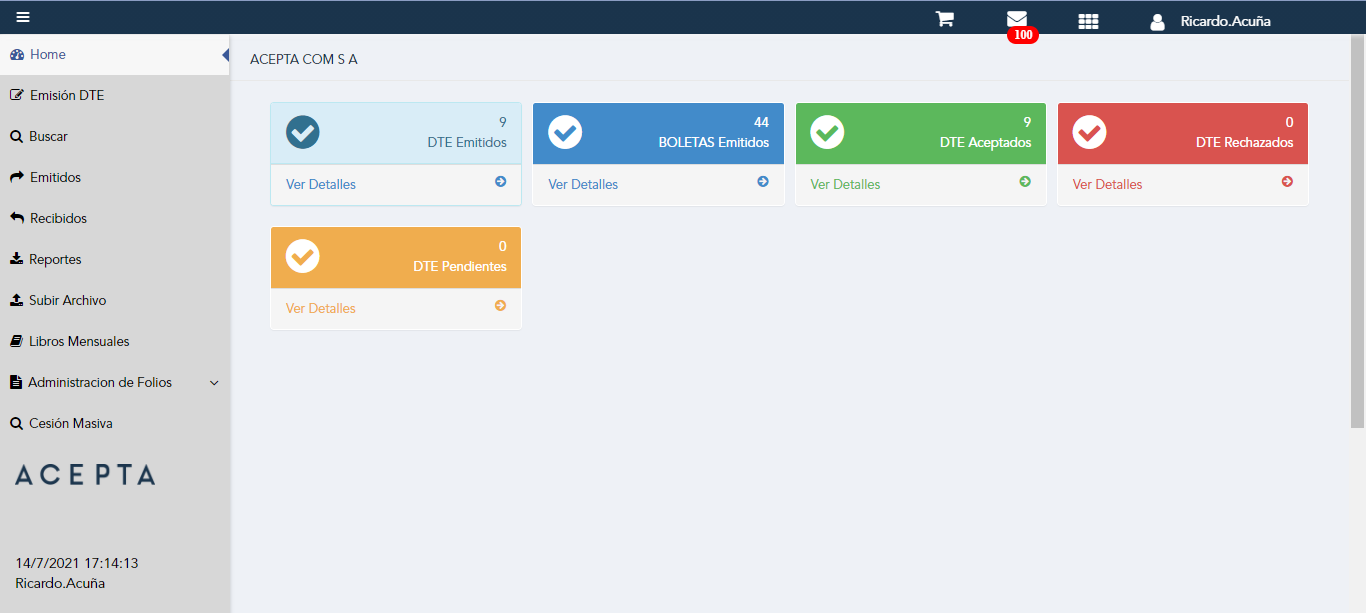 Ricardo.Acuña
100
Home
ACEPTA COM S A
Emisión DTE
Buscar
Emitidos
Recibidos
Reportes
Subir Archivo
Libros Mensuales
Administracion de Folios
Cesión Masiva
ACEPTA
14/7/2021 17:14:13
Ricardo.Acuña
9
DTE Emitidos
Ver Detalles
44
BOLETAS Emitidos
Ver Detalles
9
DTE Aceptados
Ver Detalles
0
DTE Rechazados
Ver Detalles
0
DTE Pendientes
Ver Detalles